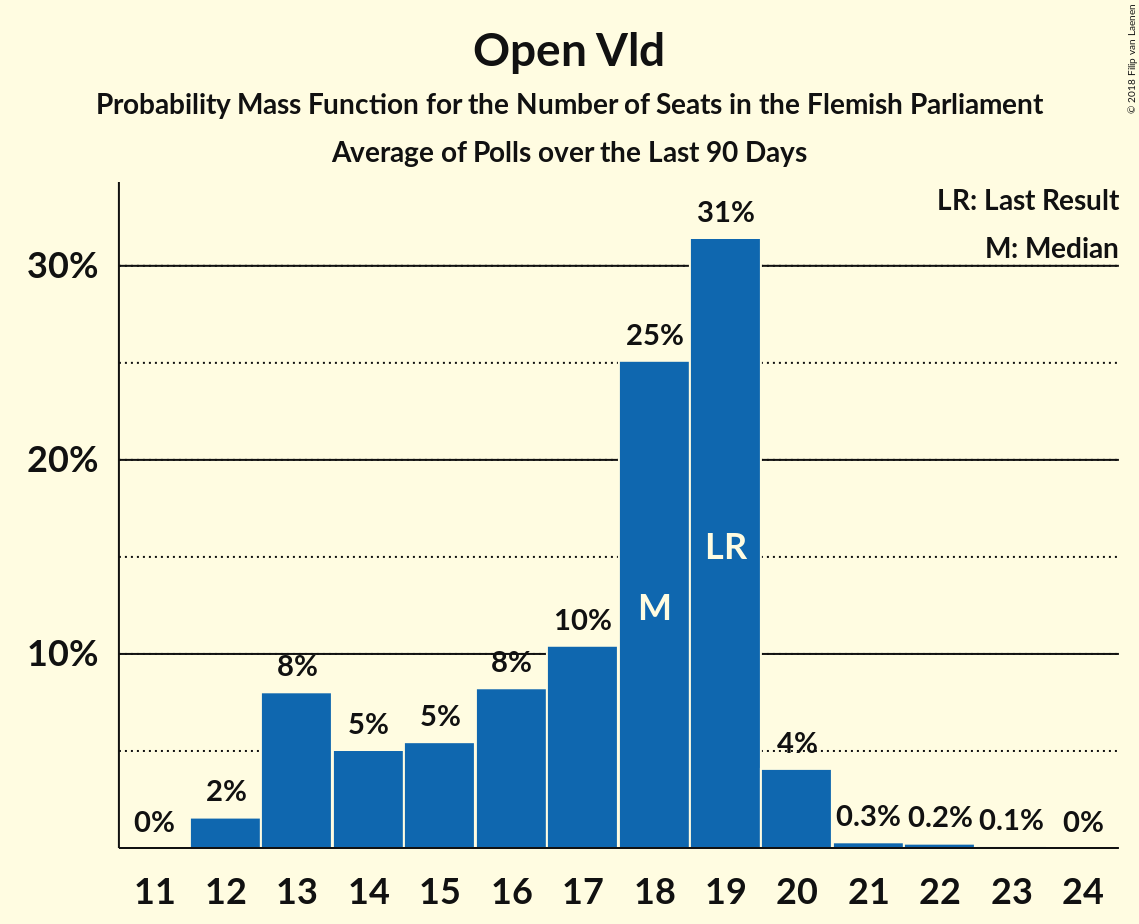 Open Vld
Probability Mass Function for the Number of Seats in the Flemish Parliament
Average of Polls over the Last 90 Days
© 2018 Filip van Laenen
LR: Last Result
M: Median
30%
20%
10%
0%
2%
8%
5%
5%
8%
10%
25%
31%
4%
0.3%
0.2%
0.1%
0%
M
LR
11 12 13 14 15 16 17 18 19 20 21 22 23 24